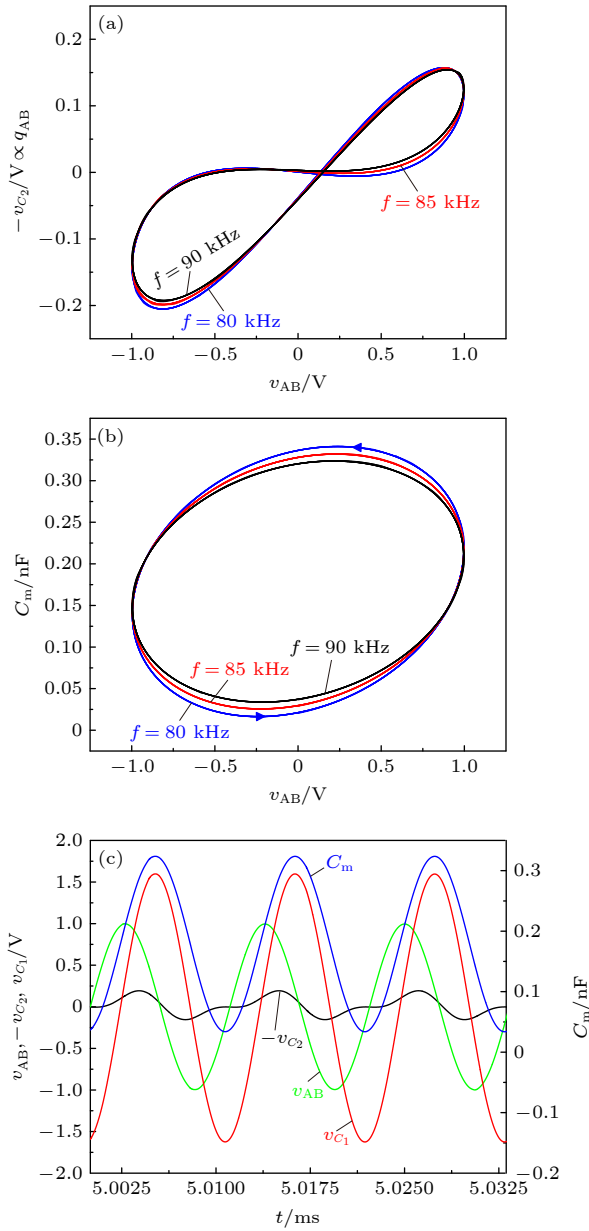 (a)
0.2
0.1
0
−0.1
−0.2
−v_{C_2}/V ∝ q_{AB}
f = 85 kHz
f = 90 kHz
f = 80 kHz
−1.0 −0.5 0 0.5 1.0
v_{AB}/V
(b)
0.35
0.30
0.25
0.20
0.15
0.10
0.05
0
C_m/nF
f = 90 kHz
f = 85 kHz
f = 80 kHz
−1.0 −0.5 0 0.5 1.0
v_{AB}/V
(c)
2.0
1.5
1.0
0.5
0
−0.5
−1.0
−1.5
−2.0
v_{AB}, −v_{C_2}, v_{C_1}/V
C_m
−v_{C_2}
v_{AB}
v_{C_1}
0.3
0.2
0.1
0
−0.1
−0.2
C_m/nF
5.0025 5.0100 5.0175 5.0250 5.0325
t/ms